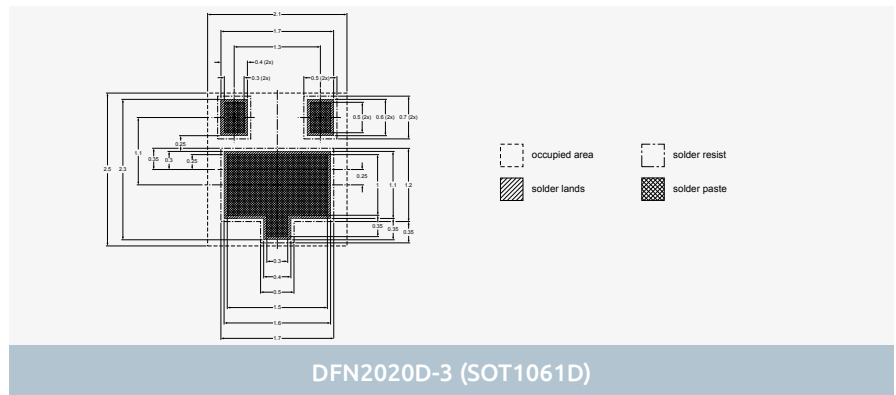 2.1
1.7
1.3
0.4 (2x)
0.3 (2x) 0.5 (2x)
0.5 (2x) 0.6 (2x) 0.7 (2x)
0.25
1.1
0.35 0.3 0.25
2.5 2.3
0.25
1 1.1 1.2
0.35 0.35 0.35
0.3
0.4
0.5
1.5
1.6
1.7
occupied area solder resist
solder lands solder paste
DFN2020D-3 (SOT1061D)